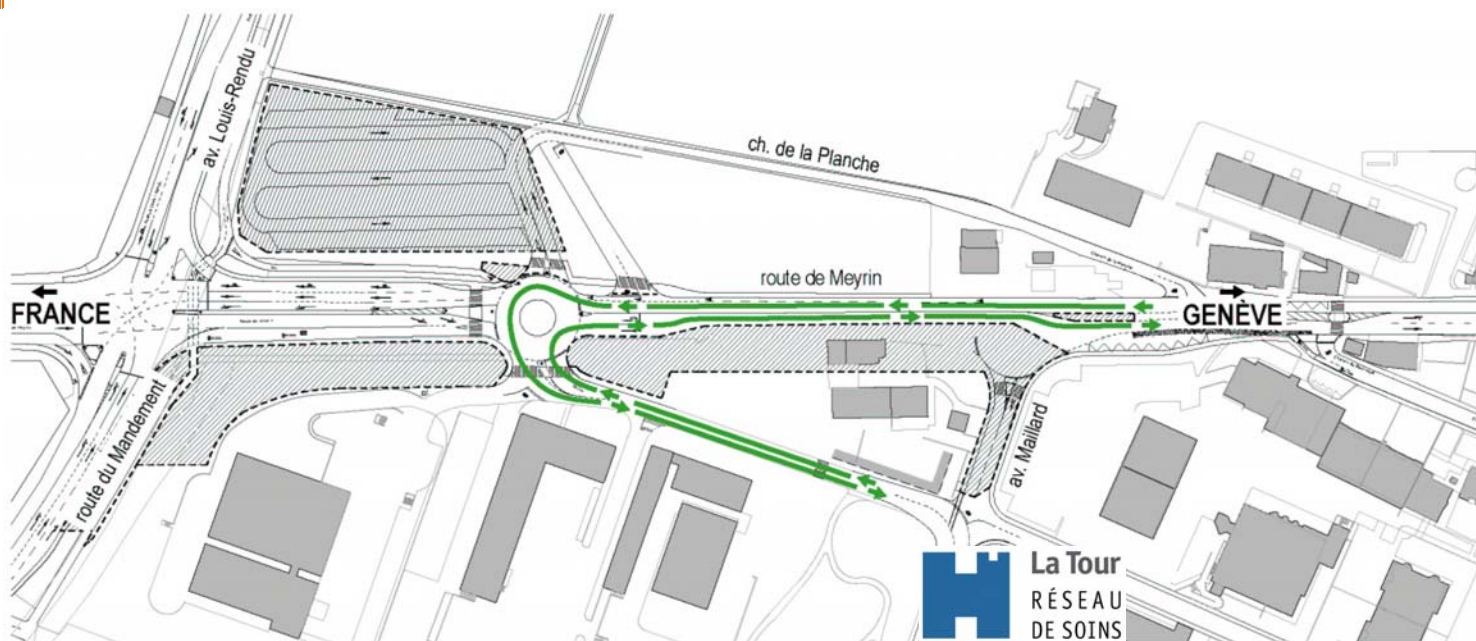 av. Louis-Rendu
ch. de la Planche
route de Meyrin
FRANCE
GENÈVE
route du Mandement
av. Maillard
La Tour
RÉSEAU
DE SOINS